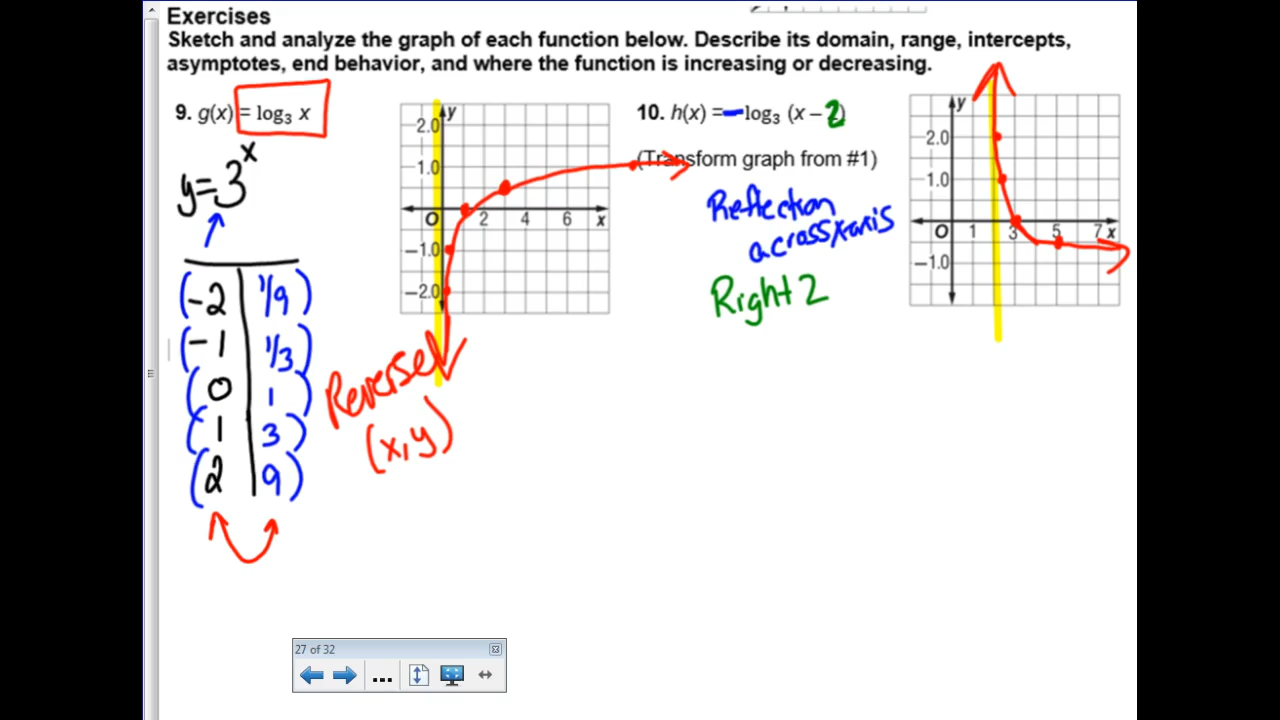 Exercises
Sketch and analyze the graph of each function below. Describe its domain, range, intercepts,
asymptotes, end behavior, and where the function is increasing or decreasing.
9. g(x) = log₃ x
y=3ˣ
-2 1/9
-1 1/3
0 1
1 3
2 9
Reverse
(x,y)
y
2.0
1.0
O 2 4 6 x
−1.0
−2.0
10. h(x) = −log₃ (x − 2)
(Transform graph from #1)
Reflection
across x axis
Right 2
y
2.0
1.0
O 1 3 5 7 x
−1.0
27 of 32